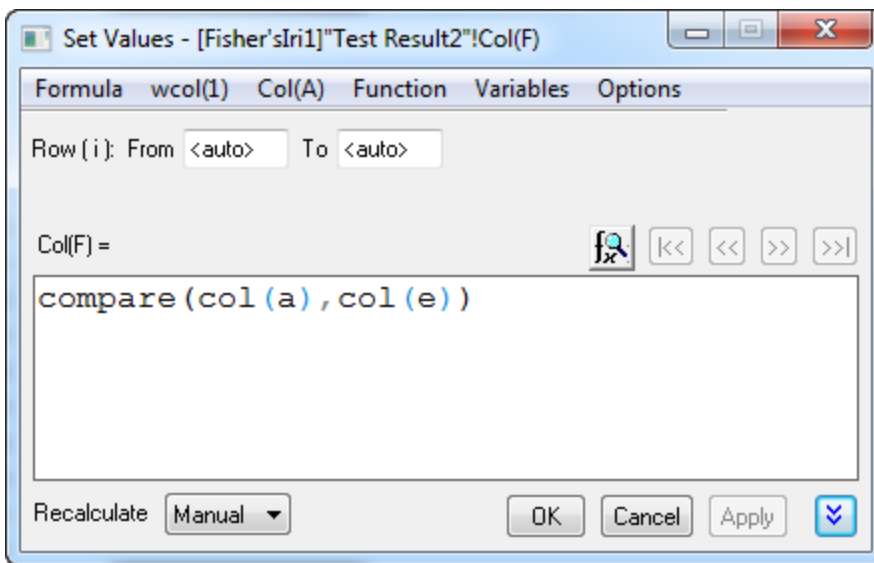 Set Values - [Fisher'sIri1]"Test Result2"!Col(F)
Formula wcol(1) Col(A) Function Variables Options
Row ( i ): From <auto> To <auto>
Col(F) =
fx |<< << >> >>|
compare(col(a),col(e))
Recalculate Manual OK Cancel Apply